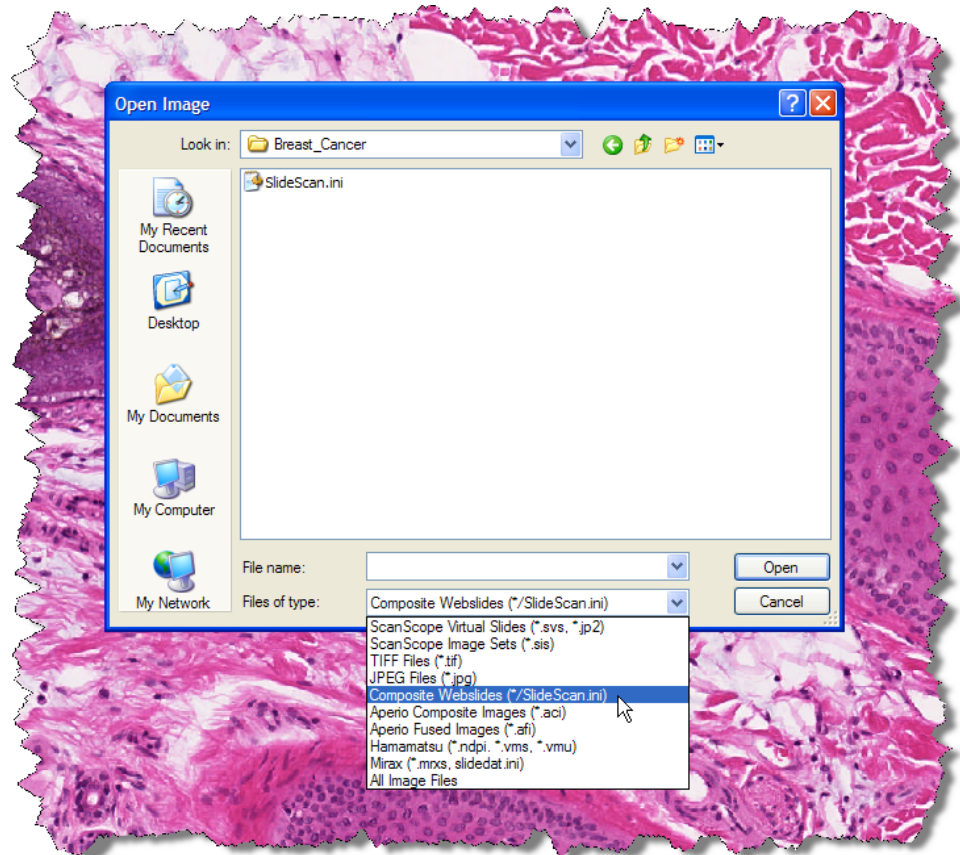 Open Image
Look in: Breast_Cancer
SlideScan.ini
My Recent
Documents
Desktop
My Documents
My Computer
My Network
File name:
Open
Files of type: Composite Webslides (*/SlideScan.ini)
Cancel
ScanScope Virtual Slides (*.svs, *.jp2)
ScanScope Image Sets (*.sis)
TIFF Files (*.tif)
JPEG Files (*.jpg)
Composite Webslides (*/SlideScan.ini)
Aperio Composite Images (*.aci)
Aperio Fused Images (*.afi)
Hamamatsu (*.ndpi. *.vms, *.vmu)
Mirax (*.mrxs, slidedat.ini)
All Image Files